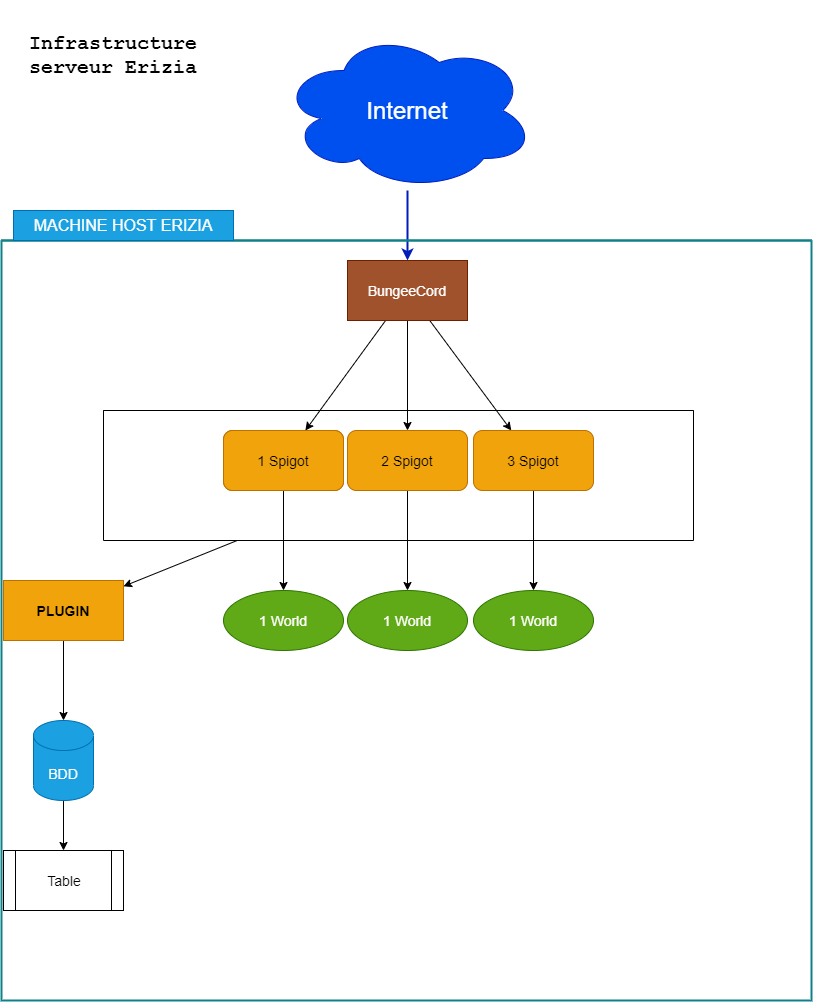 Infrastructure
serveur Erizia
Internet
MACHINE HOST ERIZIA
BungeeCord
1 Spigot
2 Spigot
3 Spigot
PLUGIN
1 World
1 World
1 World
BDD
Table